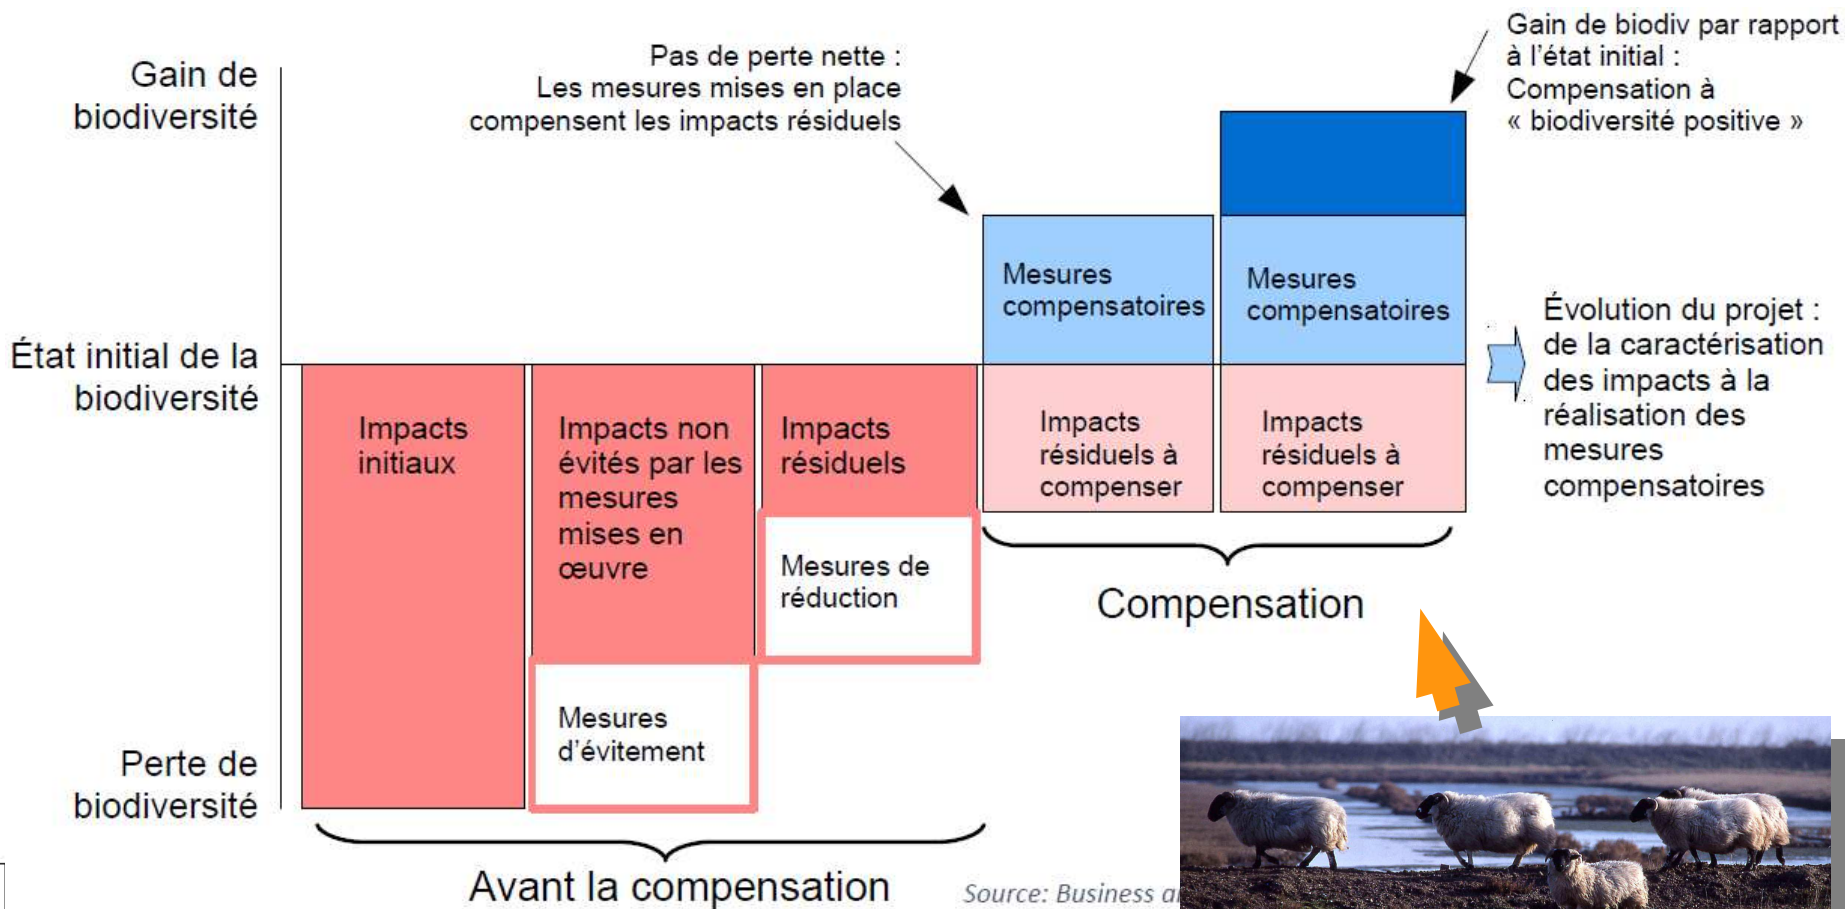 Gain de
biodiversité
État initial de la
biodiversité
Perte de
biodiversité
Pas de perte nette :
Les mesures mises en place
compensent les impacts résiduels
Gain de biodiv par rapport
à l’état initial :
Compensation à
« biodiversité positive »
Impacts
initiaux
Impacts non
évités par les
mesures
mises en
œuvre
Mesures
d’évitement
Impacts
résiduels
Mesures de
réduction
Mesures
compensatoires
Impacts
résiduels à
compenser
Mesures
compensatoires
Impacts
résiduels à
compenser
Évolution du projet :
de la caractérisation
des impacts à la
réalisation des
mesures
compensatoires
Compensation
Avant la compensation
Source: Business